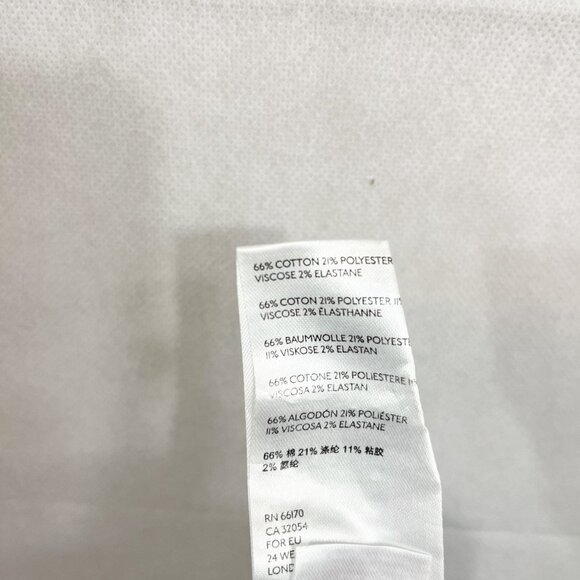 66% COTTON 21% POLYESTER
VISCOSE 2% ELASTANE
66% COTON 21% POLYESTER 11%
VISCOSE 2% ÉLASTHANNE
66% BAUMWOLLE 21% POLYESTE
11% VISKOSE 2% ELASTAN
66% COTONE 21% POLIESTERE 11
VISCOSA 2% ELASTAN
66% ALGODÓN 21% POLIÉSTER
11% VISCOSA 2% ELASTANE
66% 棉 21% 涤纶 11% 粘胶
2% 氨纶
RN 66170
CA 32054
FOR EU
24 WE
LOND